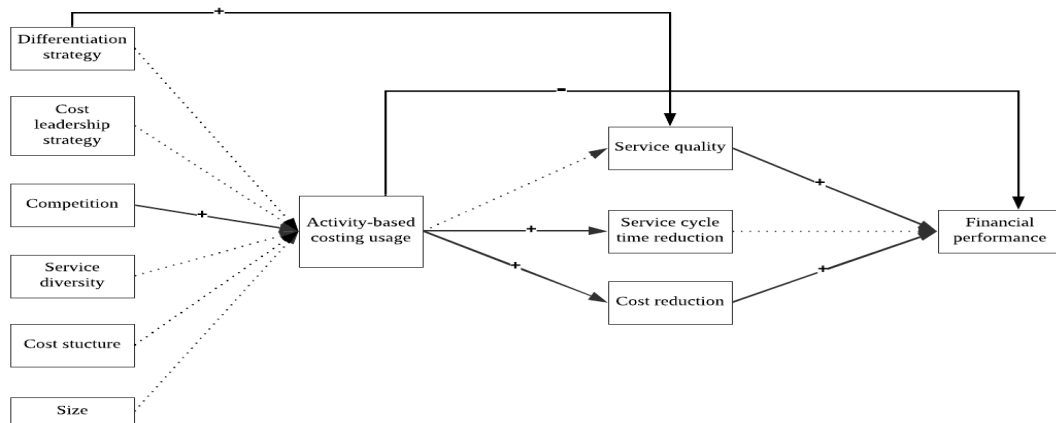 +
Differentiation
strategy
-
Cost
leadership
strategy
Service quality
+
Competition
+
Activity-based
costing usage
+
Service cycle
time reduction
Financial
performance
Service
diversity
+
+
Cost reduction
Cost stucture
Size